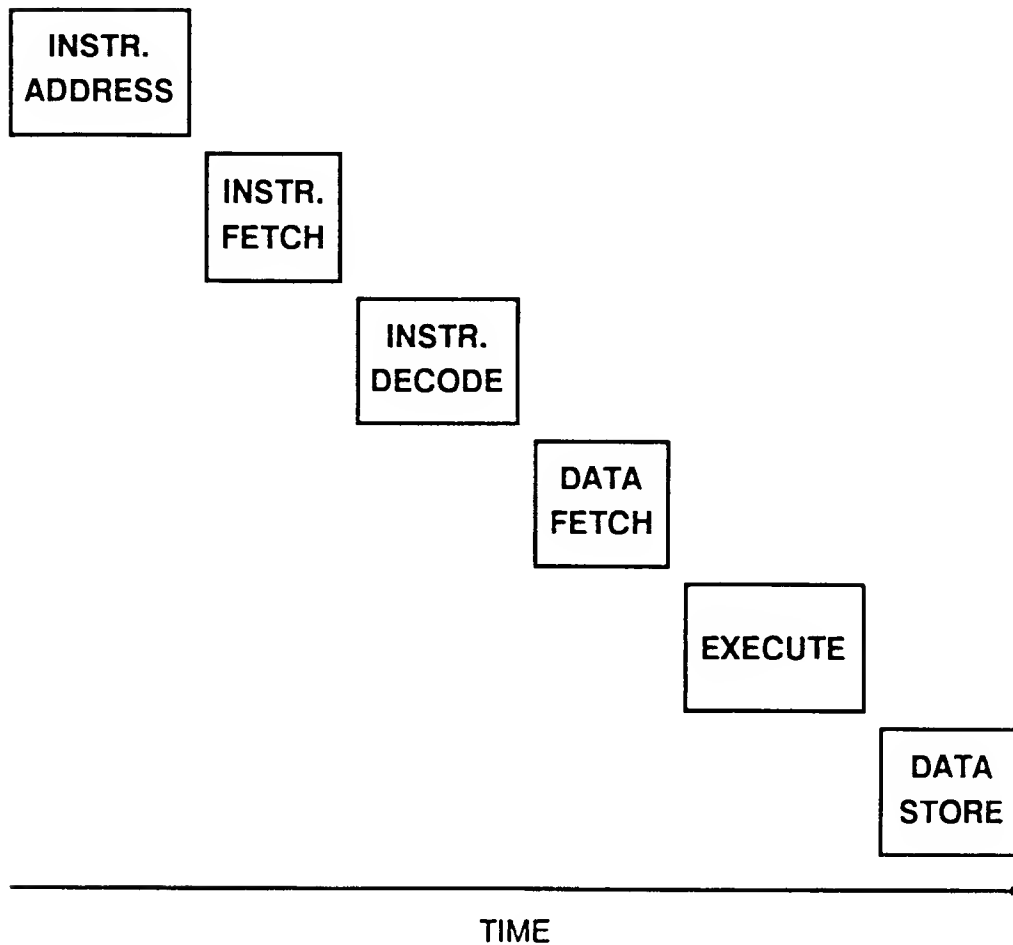 INSTR.
ADDRESS
INSTR.
FETCH
INSTR.
DECODE
DATA
FETCH
EXECUTE
DATA
STORE
TIME